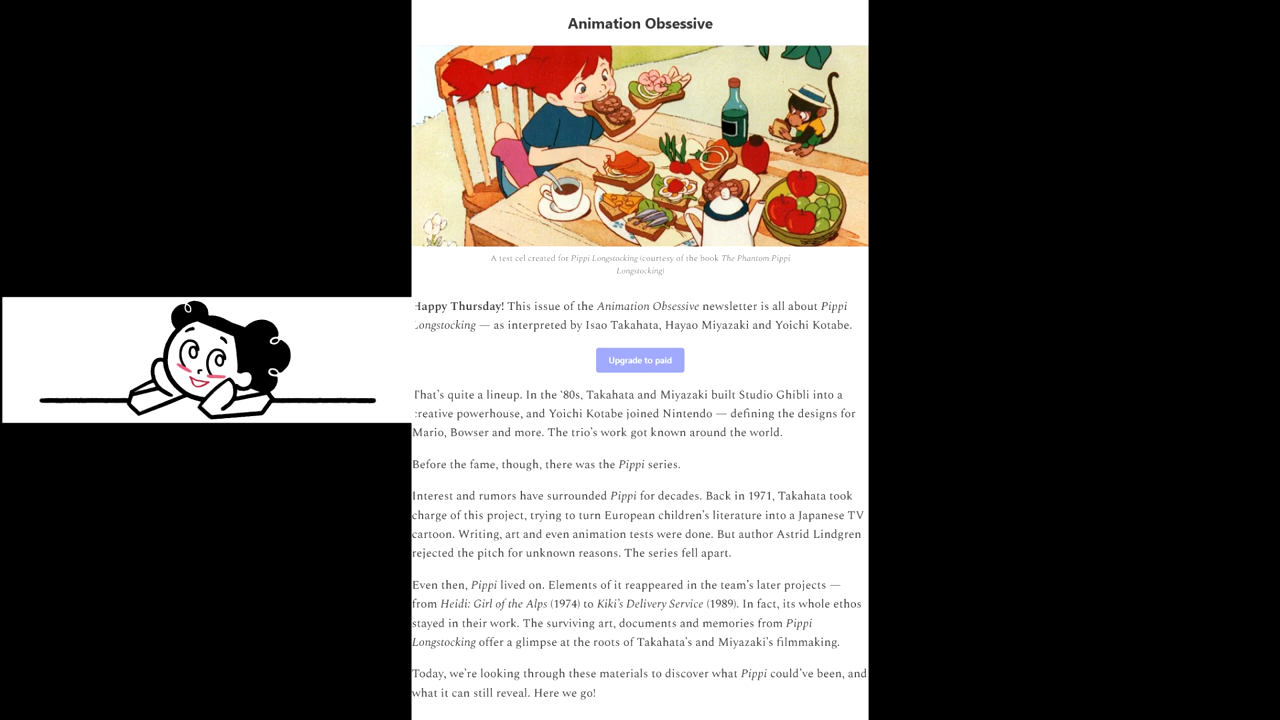 Animation Obsessive
A test cel created for Pippi Longstocking (courtesy of the book The Phantom Pippi
Longstocking)
Happy Thursday! This issue of the Animation Obsessive newsletter is all about Pippi
Longstocking — as interpreted by Isao Takahata, Hayao Miyazaki and Yoichi Kotabe.
Upgrade to paid
That's quite a lineup. In the '80s, Takahata and Miyazaki built Studio Ghibli into a
creative powerhouse, and Yoichi Kotabe joined Nintendo — defining the designs for
Mario, Bowser and more. The trio's work got known around the world.
Before the fame, though, there was the Pippi series.
Interest and rumors have surrounded Pippi for decades. Back in 1971, Takahata took
charge of this project, trying to turn European children's literature into a Japanese TV
cartoon. Writing, art and even animation tests were done. But author Astrid Lindgren
rejected the pitch for unknown reasons. The series fell apart.
Even then, Pippi lived on. Elements of it reappeared in the team's later projects —
from Heidi: Girl of the Alps (1974) to Kiki's Delivery Service (1989). In fact, its whole ethos
stayed in their work. The surviving art, documents and memories from Pippi
Longstocking offer a glimpse at the roots of Takahata's and Miyazaki's filmmaking.
Today, we're looking through these materials to discover what Pippi could've been, and
what it can still reveal. Here we go!